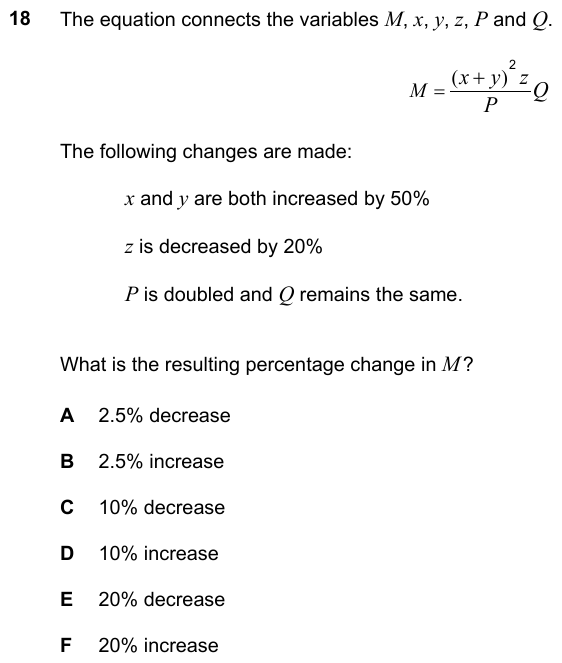 18 The equation connects the variables M, x, y, z, P and Q.
M = (x + y)² z / P Q
The following changes are made:
x and y are both increased by 50%
z is decreased by 20%
P is doubled and Q remains the same.
What is the resulting percentage change in M?
A 2.5% decrease
B 2.5% increase
C 10% decrease
D 10% increase
E 20% decrease
F 20% increase